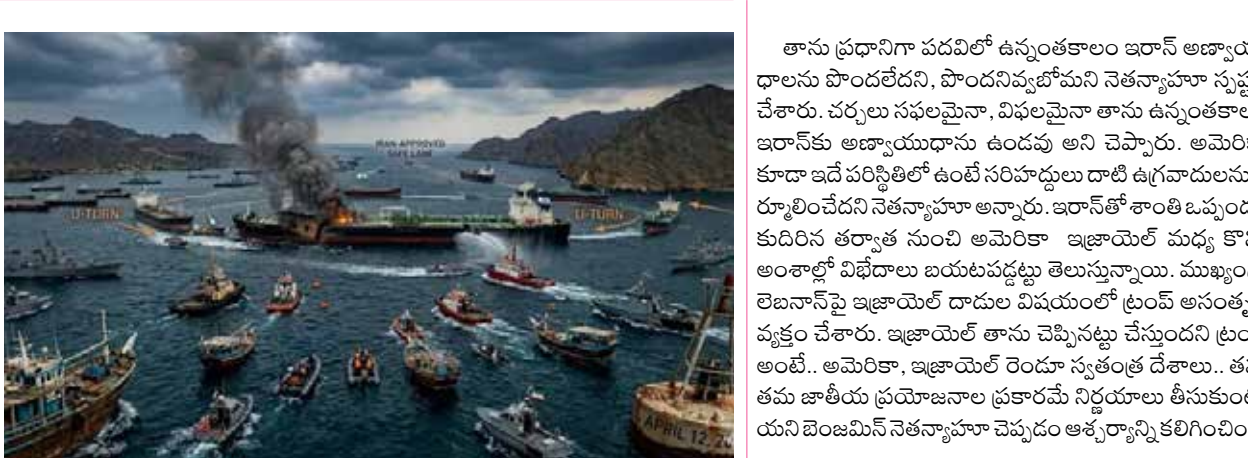 IRAN-APPROVED
SAFE LANE
U-TURN
U-TURN
APRIL 12, 20
తాను ప్రధానిగా పదవిలో ఉన్నంతకాలం ఇరాన్ అణ్వాయ
ధాలను పొందలేదని, పొందనివ్వబోమని నెతన్యాహూ స్పష్ట
చేశారు. చర్చలు సఫలమైనా, విఫలమైనా తాను ఉన్నంతకాల
ఇరాన్‌కు అణ్వాయుధాను ఉండవు అని చెప్పారు. అమెరి
కూడా ఇదే పరిస్థితిలో ఉంటే సరిహద్దులు దాటి ఉగ్రవాదులను
ర్మూలించేదని నెతన్యాహూ అన్నారు. ఇరాన్‌తో శాంతి ఒప్పంద
కుదిరిన తర్వాత నుంచి అమెరికా ఇజ్రాయెల్ మధ్య కొ
అంశాల్లో విభేదాలు బయటపడ్డట్టు తెలుస్తున్నాయి. ముఖ్యం
లెబనాన్‌పై ఇజ్రాయెల్ దాడుల విషయంలో ట్రంప్ అసంతృ
వ్యక్తం చేశారు. ఇజ్రాయెల్ తాను చెప్పినట్టు చేస్తుందని ట్రం
అంటే.. అమెరికా, ఇజ్రాయెల్ రెండూ స్వతంత్ర దేశాలు.. త
తమ జాతీయ ప్రయోజనాల ప్రకారమే నిర్ణయాలు తీసుకుం
యని బెంజమిన్ నెతన్యాహూ చెప్పడం ఆశ్చర్యాన్ని కలిగించిం